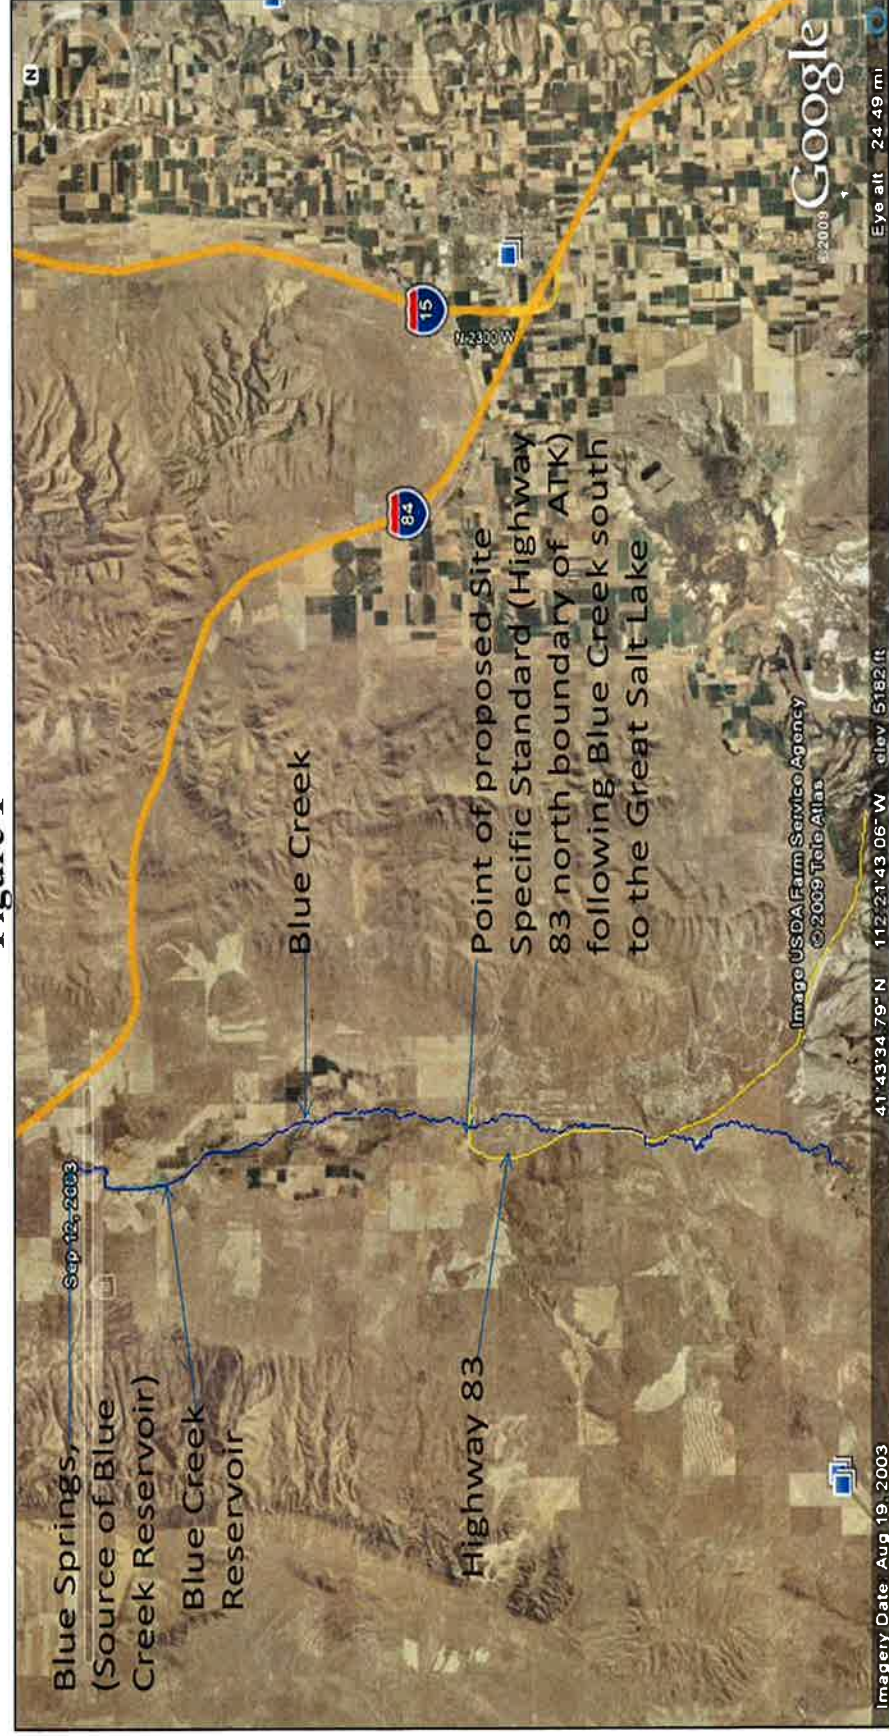 Figure 1
N
Blue Springs,
(Source of Blue
Creek Reservoir)
Sep 12, 2003
Blue Creek
Reservoir
Blue Creek
84
15
N 2300 W
Highway 83
Point of proposed Site
Specific Standard (Highway
83 north boundary of ATK)
following Blue Creek south
to the Great Salt Lake
Image USDA Farm Service Agency
© 2009 Tele Atlas
©2009 Google
Imagery Date: Aug 19, 2003
41°43'34.79" N 112°21'43.06" W elev 5182 ft
Eye alt 24.49 mi